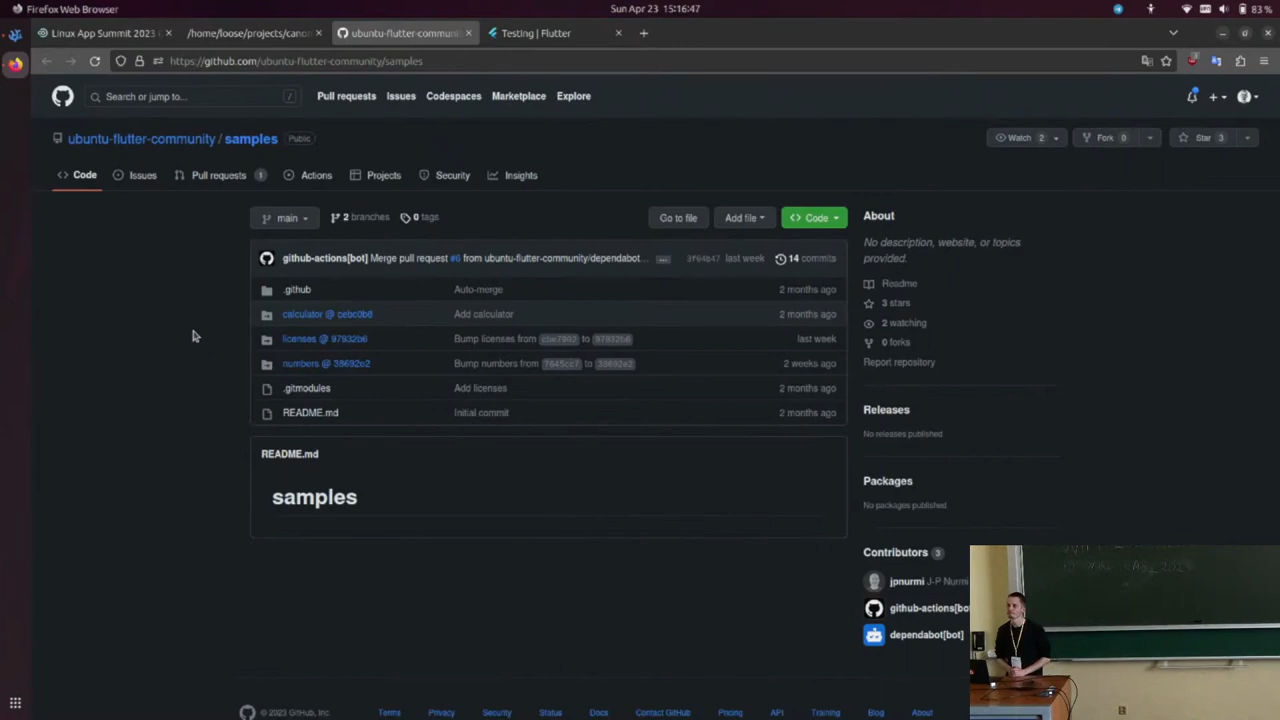 Firefox Web Browser
Sun Apr 23 15:16:47
83 %
Linux App Summit 2023 (
/home/loose/projects/canon
ubuntu-flutter-communi
Testing | Flutter
https://github.com/ubuntu-flutter-community/samples
Search or jump to...
/
Pull requests
Issues
Codespaces
Marketplace
Explore
ubuntu-flutter-community / samples
Public
Watch 2
Fork 0
Star 3
Code
Issues
Pull requests 1
Actions
Projects
Security
Insights
main
2 branches
0 tags
Go to file
Add file
Code
github-actions[bot] Merge pull request #6 from ubuntu-flutter-community/dependabot...
3f04b47 last week
14 commits
.github
Auto-merge
2 months ago
calculator @ cebc0b8
Add calculator
2 months ago
licenses @ 97932b6
Bump licenses from
to 97932b6
last week
numbers @ 38692e2
Bump numbers from 7645cc7 to 38692e2
2 weeks ago
.gitmodules
Add licenses
2 months ago
README.md
Initial commit
2 months ago
README.md
samples
About
No description, website, or topics
provided.
Readme
3 stars
2 watching
0 forks
Report repository
Releases
No releases published
Packages
No packages published
Contributors 3
jpnurmi J-P Nurmi
github-actions[bo
dependabot[bot]
© 2023 GitHub, Inc.
Terms
Privacy
Security
Status
Docs
Contact GitHub
Pricing
API
Training
Blog
About